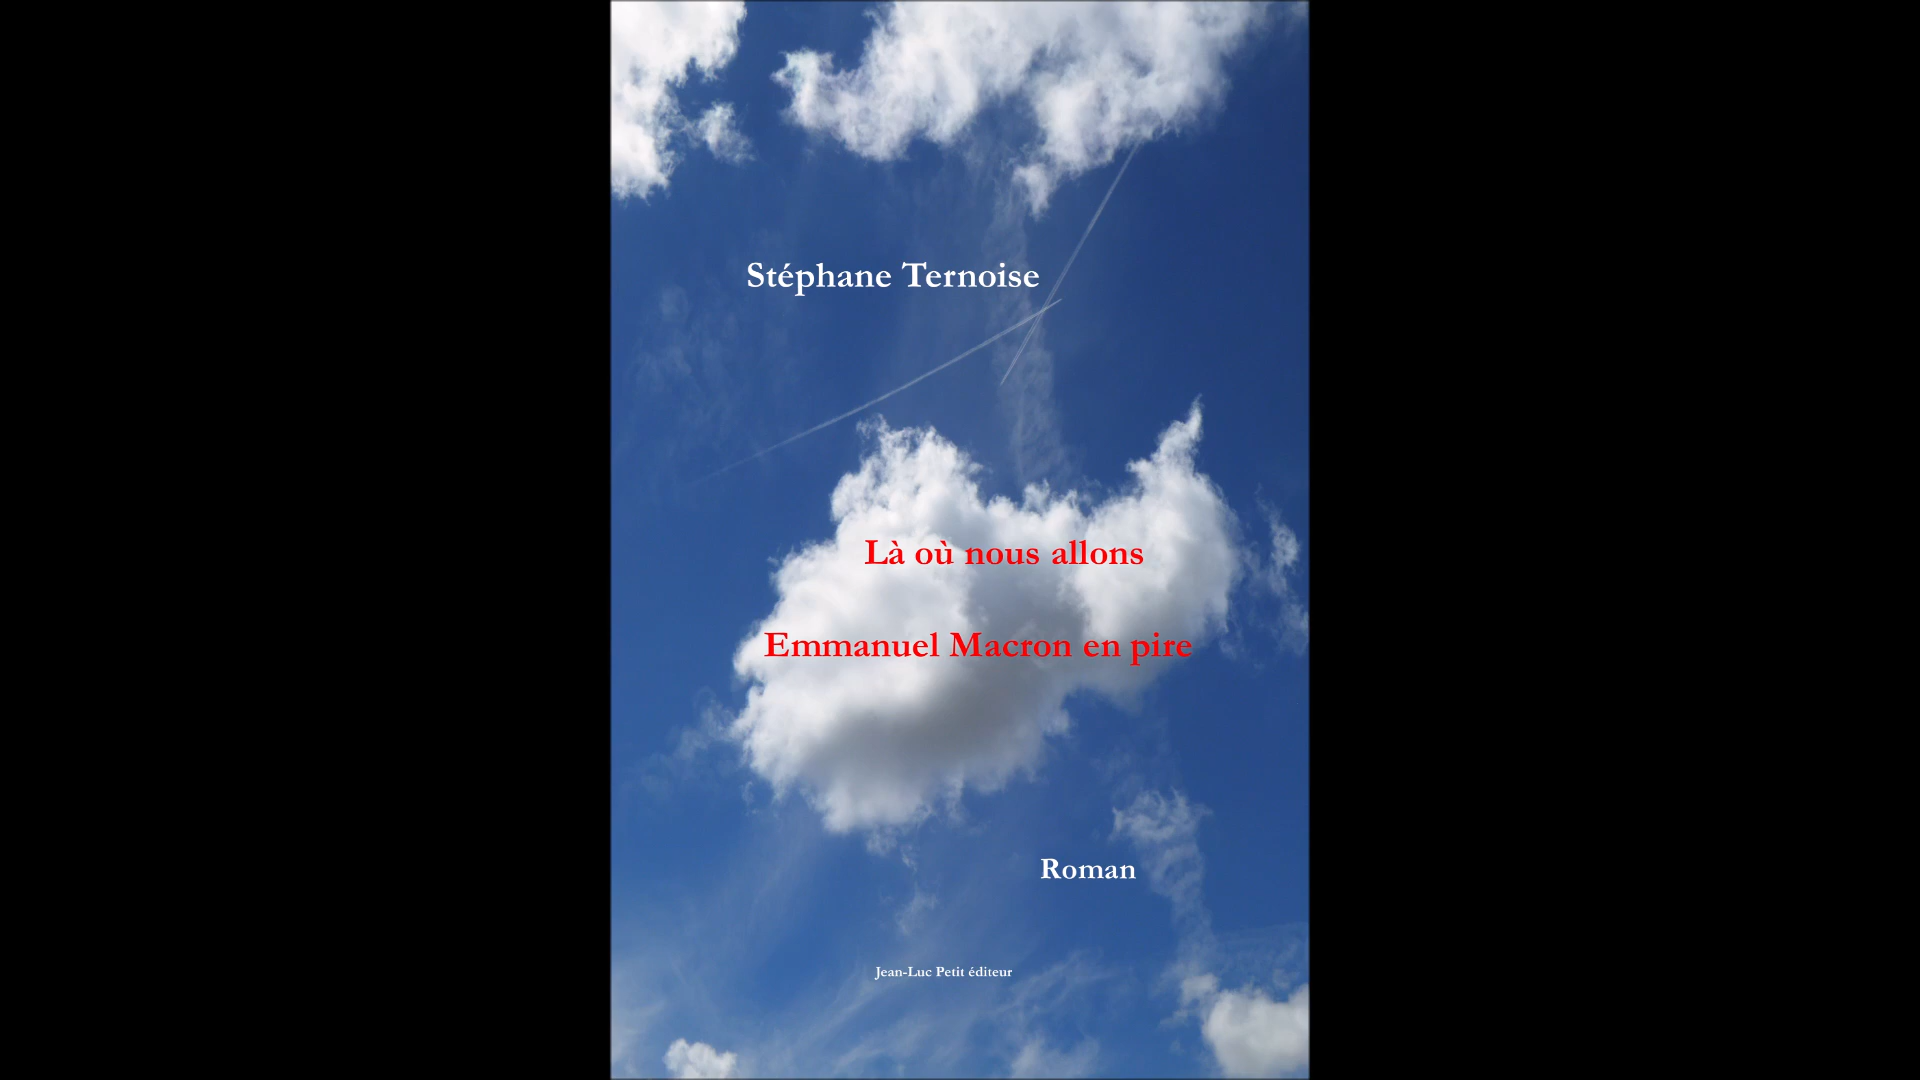 Stéphane Ternoise
Là où nous allons
Emmanuel Macron en pire
Roman
Jean-Luc Petit éditeur